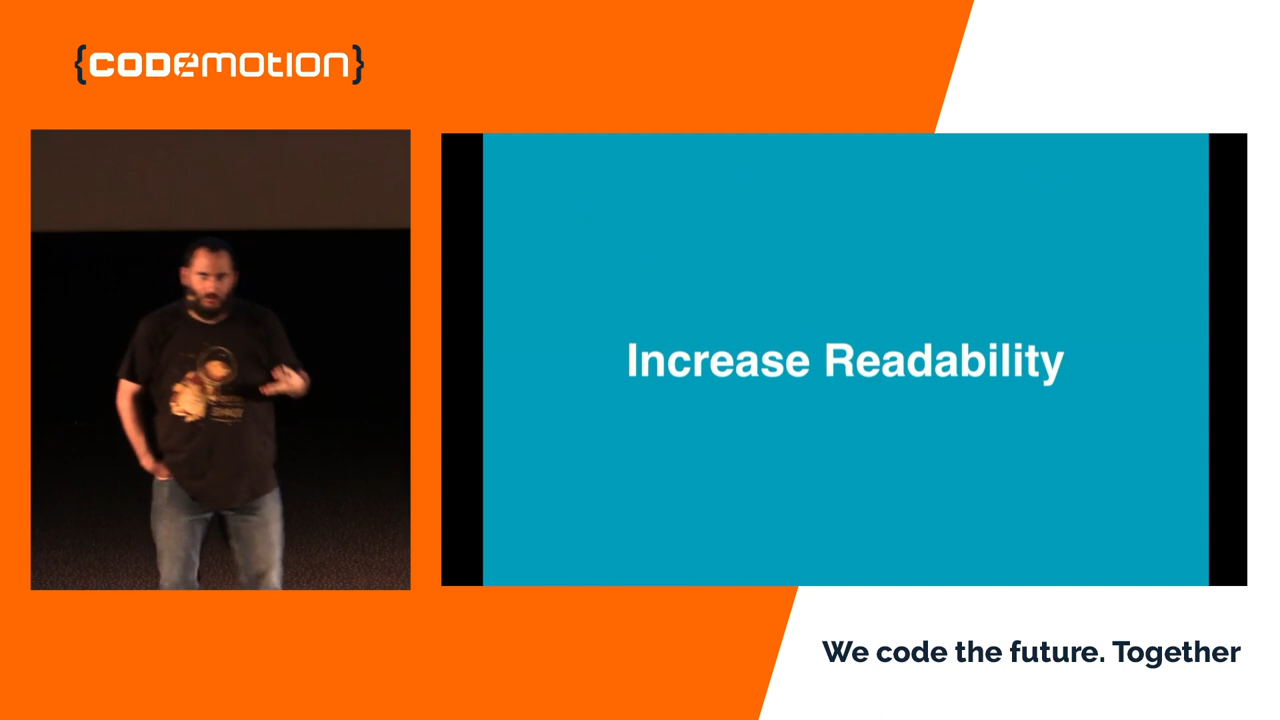 {CODEMOTION}
Increase Readability
We code the future. Together